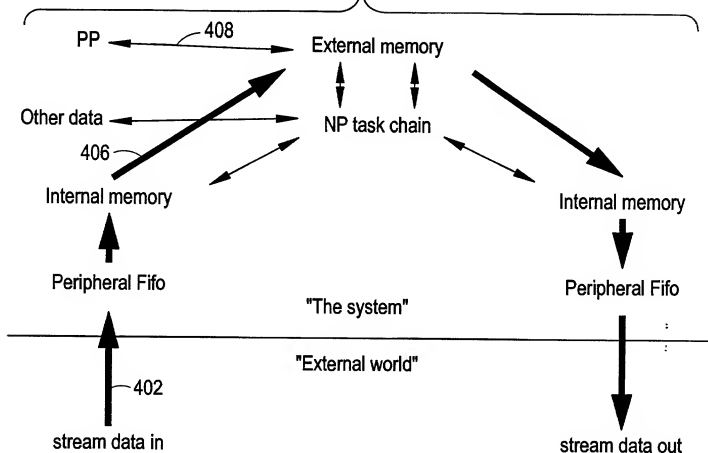 PP
408
External memory
Other data
NP task chain
406
Internal memory
Internal memory
Peripheral Fifo
Peripheral Fifo
"The system"
"External world"
402
stream data in
stream data out